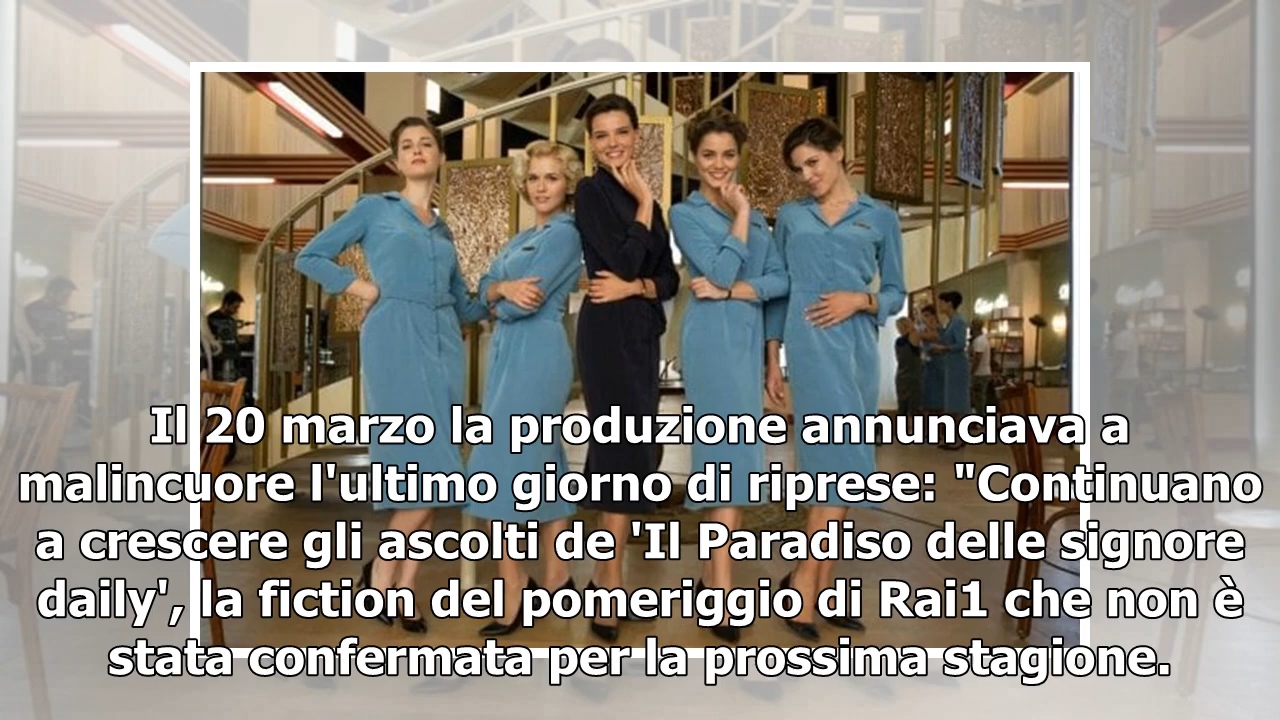 Il 20 marzo la produzione annunciava a
malincuore l'ultimo giorno di riprese: "Continuano
a crescere gli ascolti de 'Il Paradiso delle signore
daily', la fiction del pomeriggio di Rai1 che non è
stata confermata per la prossima stagione.